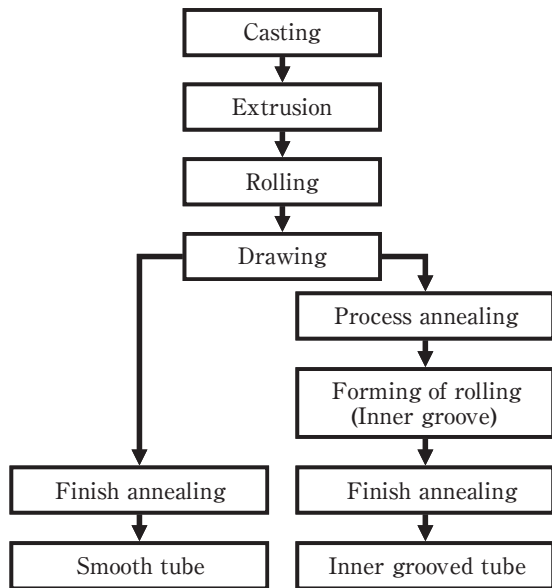 Casting
Extrusion
Rolling
Drawing
Process annealing
Forming of rolling
(Inner groove)
Finish annealing
Finish annealing
Smooth tube
Inner grooved tube